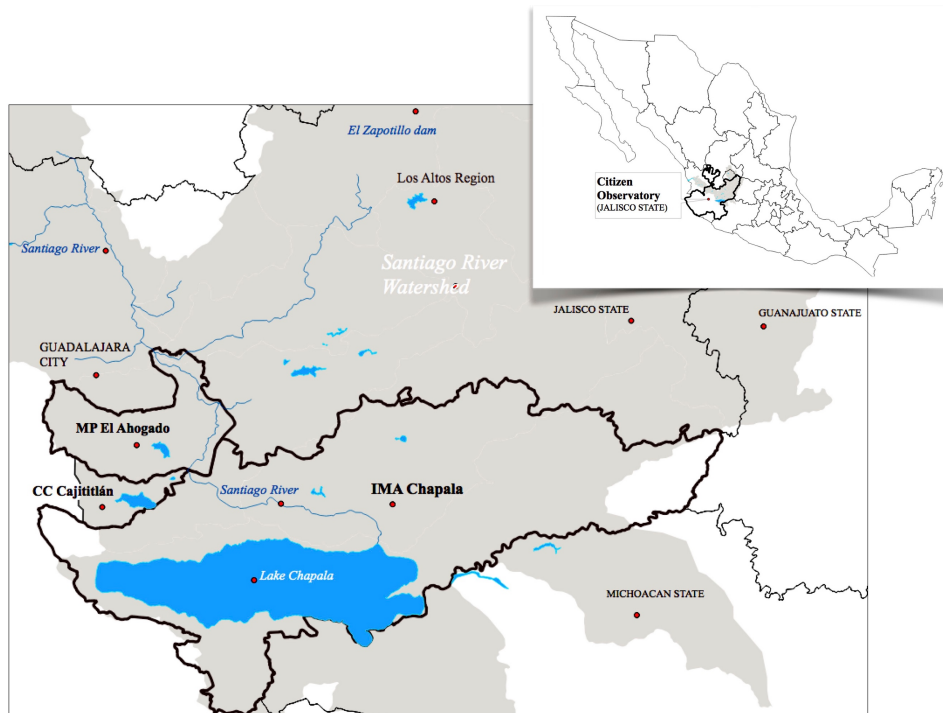 El Zapotillo dam
Los Altos Region
Citizen
Observatory
(JALISCO STATE)
Santiago River
Santiago River
Watershed
JALISCO STATE
GUANAJUATO STATE
GUADALAJARA
CITY
MP El Ahogado
CC Cajititlán
Santiago River
IMA Chapala
Lake Chapala
MICHOACAN STATE